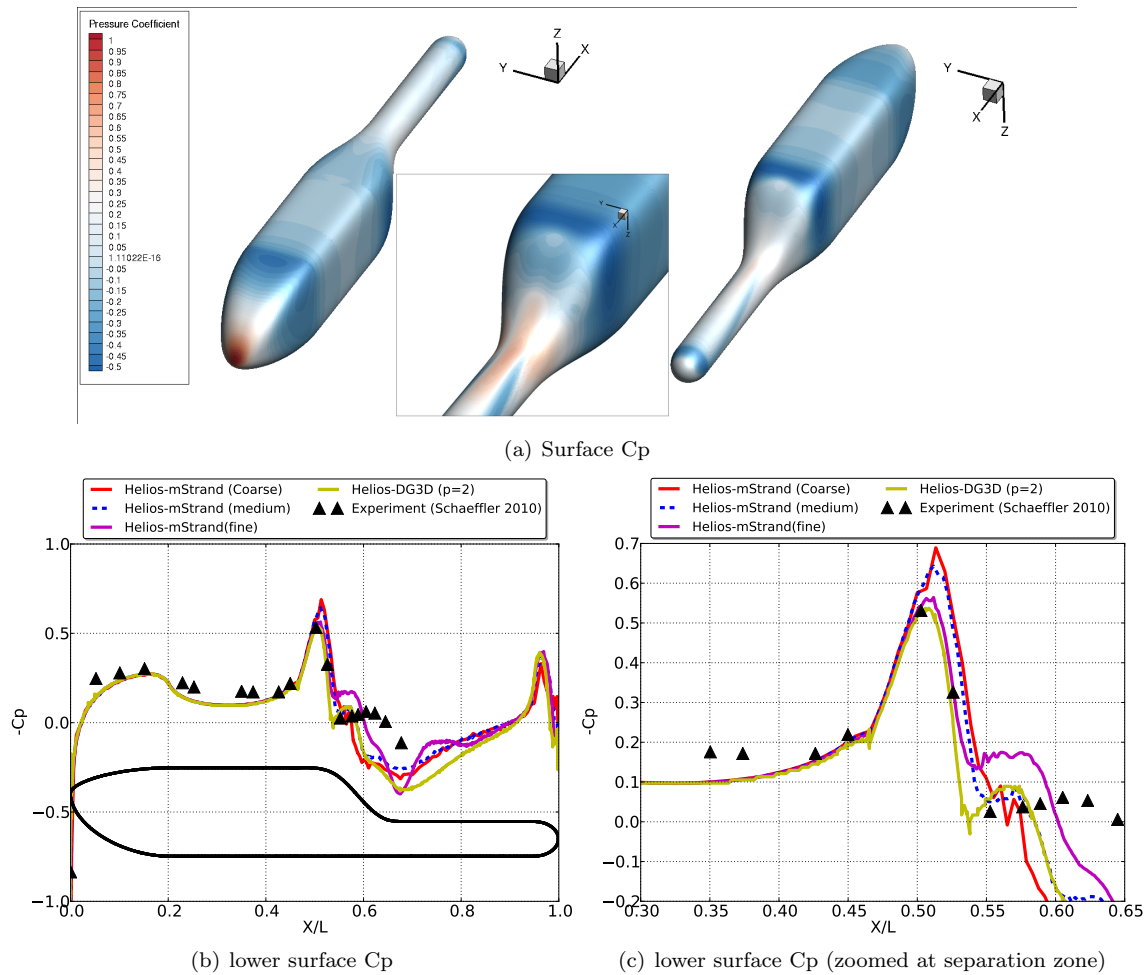 Pressure Coefficient
1
0.95
0.9
0.85
0.8
0.75
0.7
0.65
0.6
0.55
0.5
0.45
0.4
0.35
0.3
0.25
0.2
0.15
0.1
0.05
1.11022E-16
-0.05
-0.1
-0.15
-0.2
-0.25
-0.3
-0.35
-0.4
-0.45
-0.5
Z
X
Y
Y
X
Z
Y
X
Z
(a) Surface Cp
Helios-mStrand (Coarse)
Helios-mStrand (medium)
Helios-mStrand(fine)
Helios-DG3D (p=2)
Experiment (Schaeffler 2010)
1.0
0.5
0.0
−0.5
−1.0
-Cp
0.0 0.2 0.4 0.6 0.8 1.0
X/L
(b) lower surface Cp
Helios-mStrand (Coarse)
Helios-mStrand (medium)
Helios-mStrand(fine)
Helios-DG3D (p=2)
Experiment (Schaeffler 2010)
0.7
0.6
0.5
0.4
0.3
0.2
0.1
0.0
−0.1
−0.2
-Cp
0.30 0.35 0.40 0.45 0.50 0.55 0.60 0.65
X/L
(c) lower surface Cp (zoomed at separation zone)